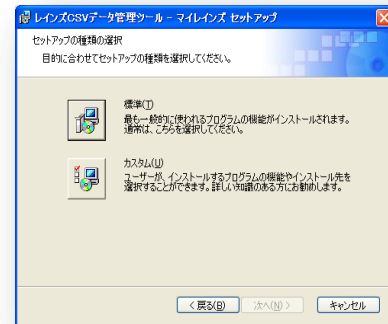 レインズCSVデータ管理ツール - マイレインズ セットアップ
セットアップの種類の選択
目的に合わせてセットアップの種類を選択してください。
標準(T)
最も一般的に使われるプログラムの機能がインストールされます。
通常は、こちらを選択してください。
カスタム(U)
ユーザーが、インストールするプログラムの機能やインストール先を
選択することができます。詳しい知識のある方にお勧めします。
< 戻る(B)
次へ(N) >
キャンセル